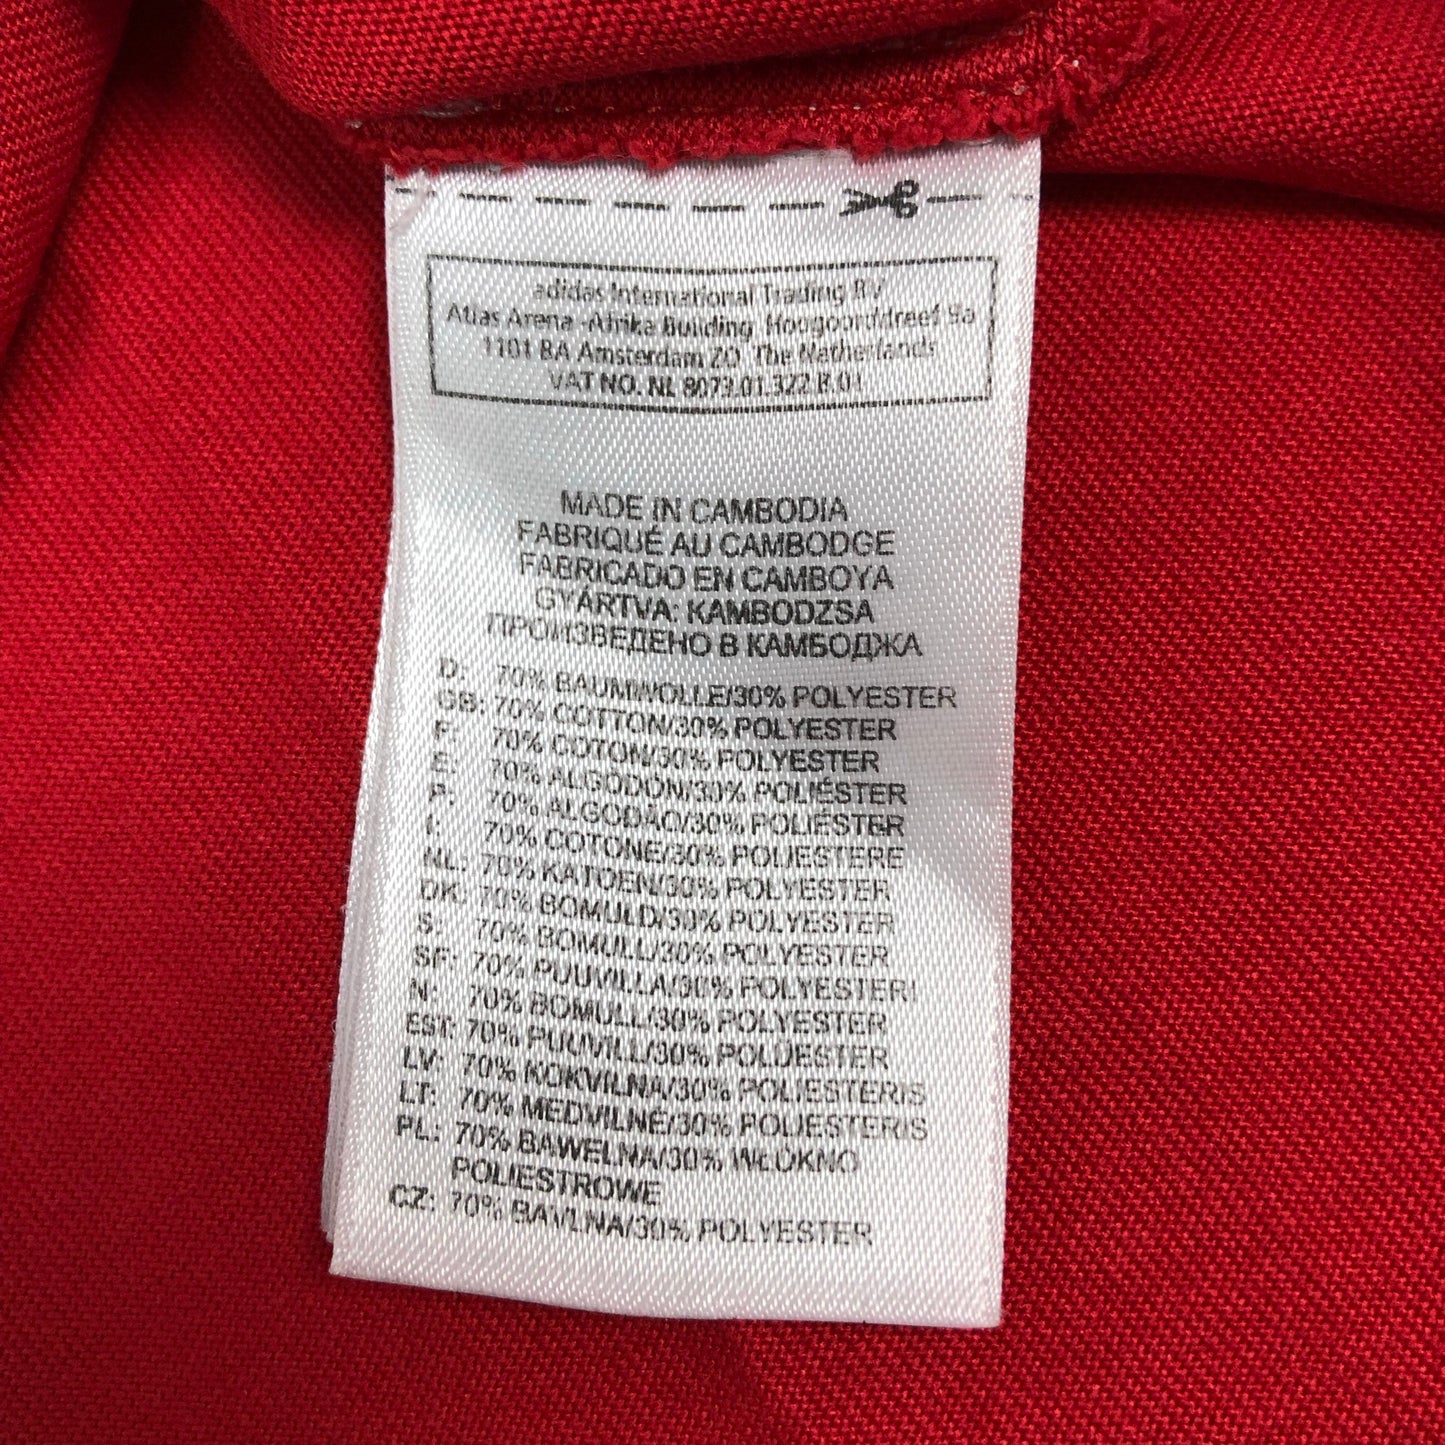 adidas International Trading B.V
Atlas Arena -Afrika Building, Hoogoorddreef 9a
1101 BA Amsterdam ZO, The Netherlands
VAT NO. NL 8073.01.322.B.01
MADE IN CAMBODIA
FABRIQUÉ AU CAMBODGE
FABRICADO EN CAMBOYA
GYÁRTVA: KAMBODZSA
ПРОИЗВЕДЕНО В КАМБОДЖА
D: 70% BAUMWOLLE/30% POLYESTER
GB: 70% COTTON/30% POLYESTER
F: 70% COTON/30% POLYESTER
E: 70% ALGODÓN/30% POLIÉSTER
P: 70% ALGODÃO/30% POLIÉSTER
I: 70% COTONE/30% POLIESTERE
NL: 70% KATOEN/30% POLYESTER
DK: 70% BOMULD/30% POLYESTER
S: 70% BOMULL/30% POLYESTER
SF: 70% PUUVILLA/30% POLYESTERI
N: 70% BOMULL/30% POLYESTER
EST: 70% PUUVILL/30% POLÜESTER
LV: 70% KOKVILNA/30% POLIESTERIS
LT: 70% MEDVILNĖ/30% POLIESTERIS
PL: 70% BAWEŁNA/30% WŁÓKNO
POLIESTROWE
CZ: 70% BAVLNA/30% POLYESTER